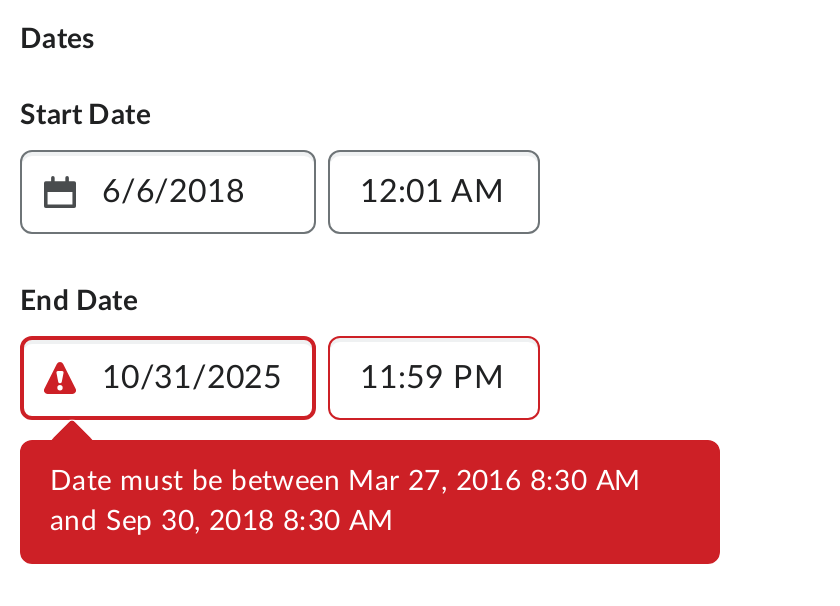 Dates
Start Date
6/6/2018 12:01 AM
End Date
10/31/2025 11:59 PM
Date must be between Mar 27, 2016 8:30 AM
and Sep 30, 2018 8:30 AM